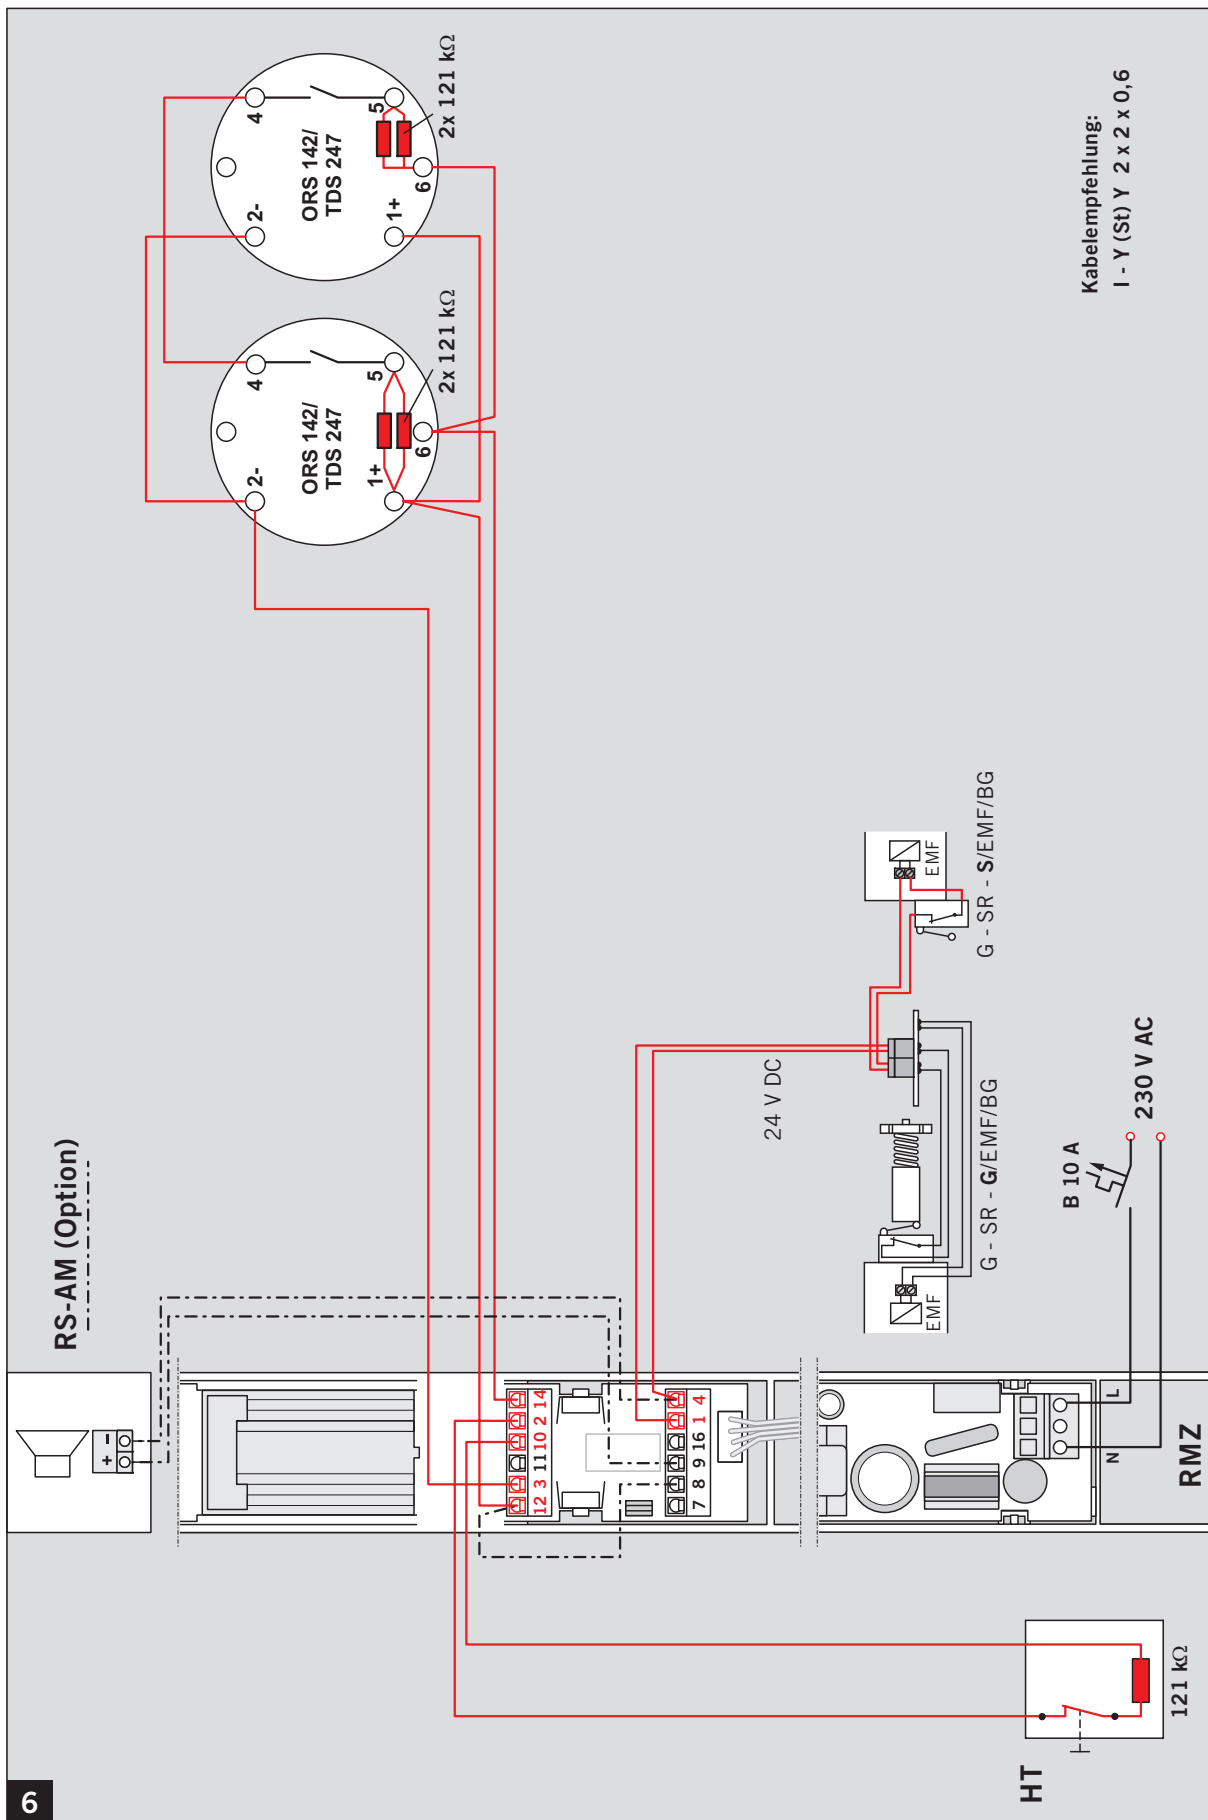 RS-AM (Option)
ORS 142/
TDS 247
2-
4
1+
5
6
2x 121 kΩ
ORS 142/
TDS 247
2-
4
1+
5
6
2x 121 kΩ
Kabelempfehlung:
I - Y (St) Y 2 x 2 x 0,6
+ –
12 3 11 10 2 14
7 8 9 16 1 4
24 V DC
EMF
G - SR - S/EMF/BG
EMF
G - SR - G/EMF/BG
B 10 A
230 V AC
N L
RMZ
HT
121 kΩ
6